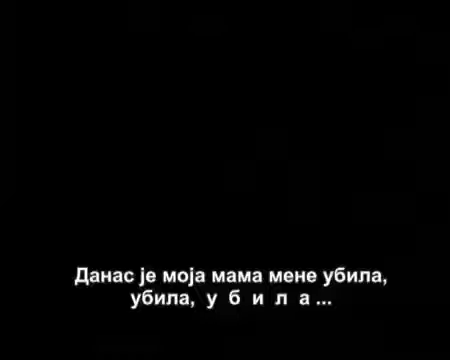 Данас је моја мама мене убила,
убила, у б и л а ...